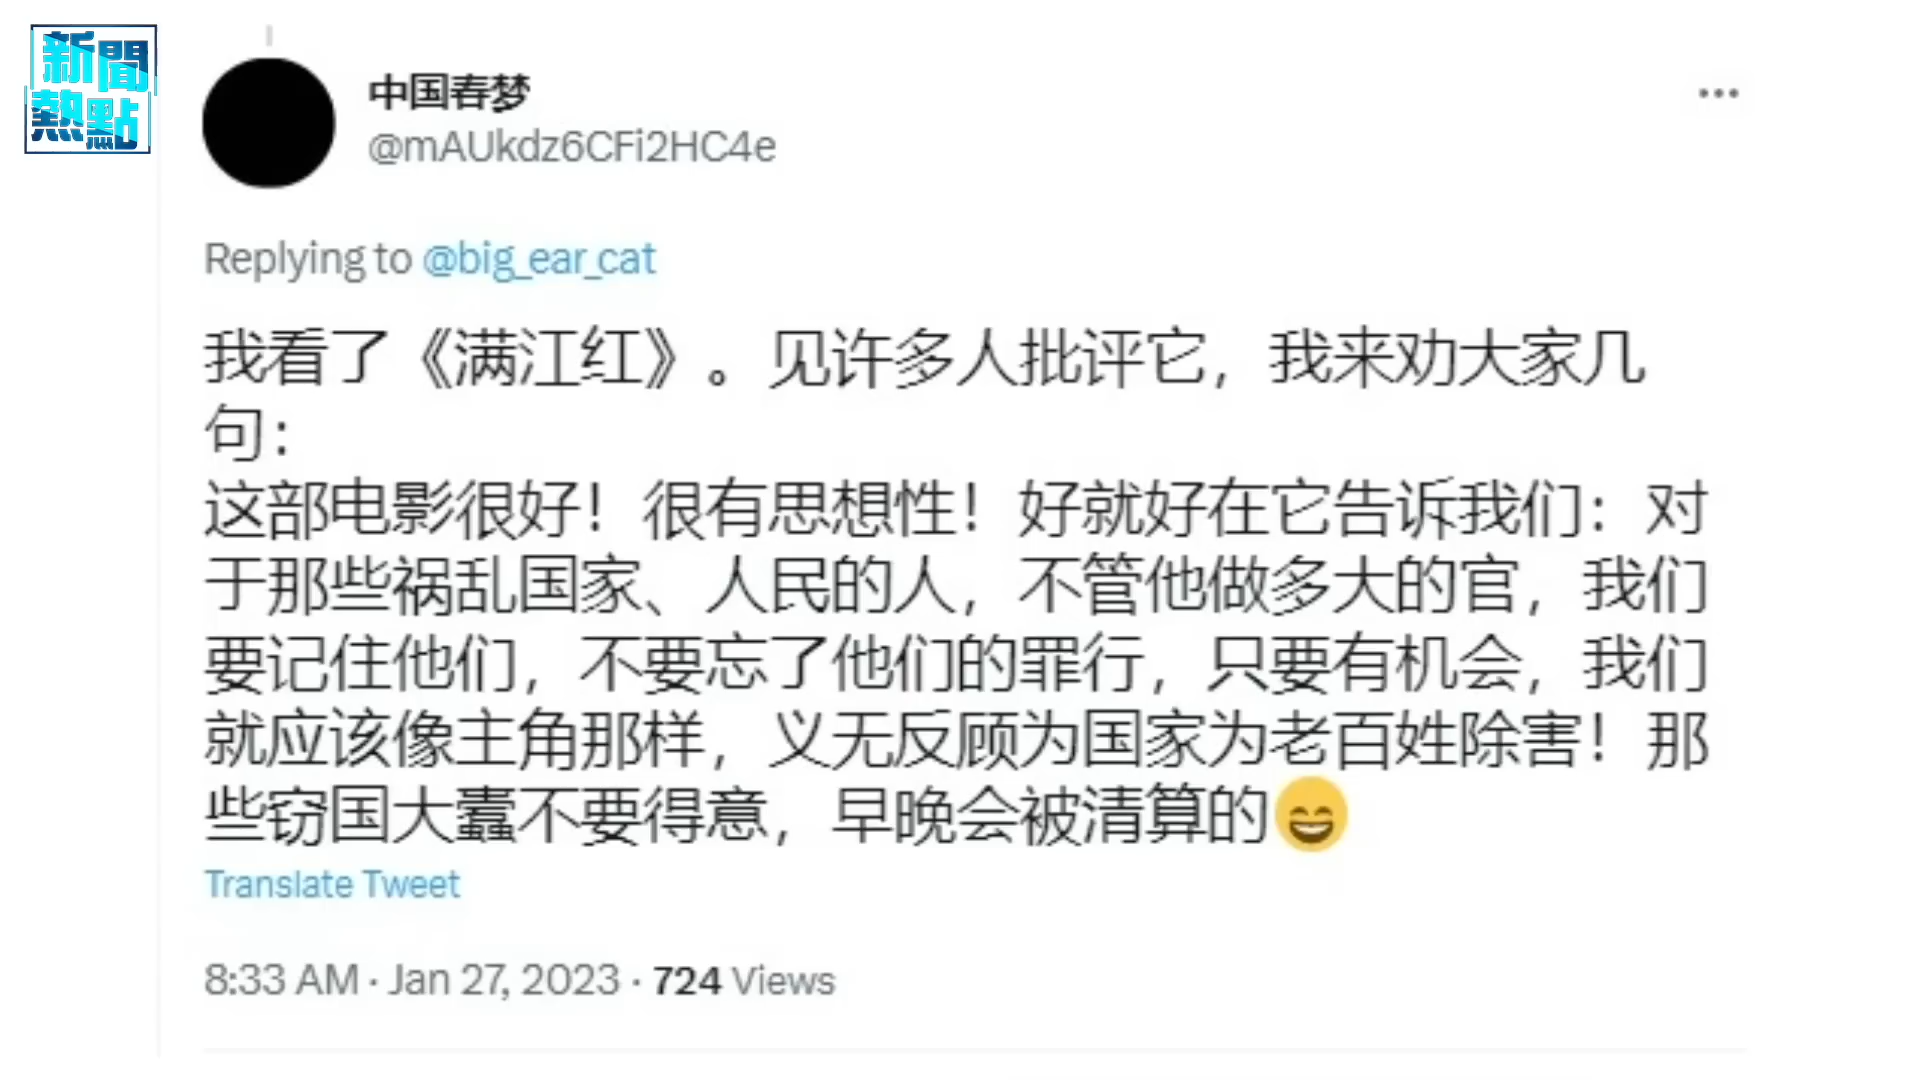 新聞
熱點
中国春梦
@mAUkdz6CFi2HC4e
Replying to @big_ear_cat
我看了《满江红》。见许多人批评它，我来劝大家几
句：
这部电影很好！很有思想性！好就好在它告诉我们：对
于那些祸乱国家、人民的人，不管他做多大的官，我们
要记住他们，不要忘了他们的罪行，只要有机会，我们
就应该像主角那样，义无反顾为国家为老百姓除害！那
些窃国大蠹不要得意，早晚会被清算的😄
Translate Tweet
8:33 AM · Jan 27, 2023 · 724 Views